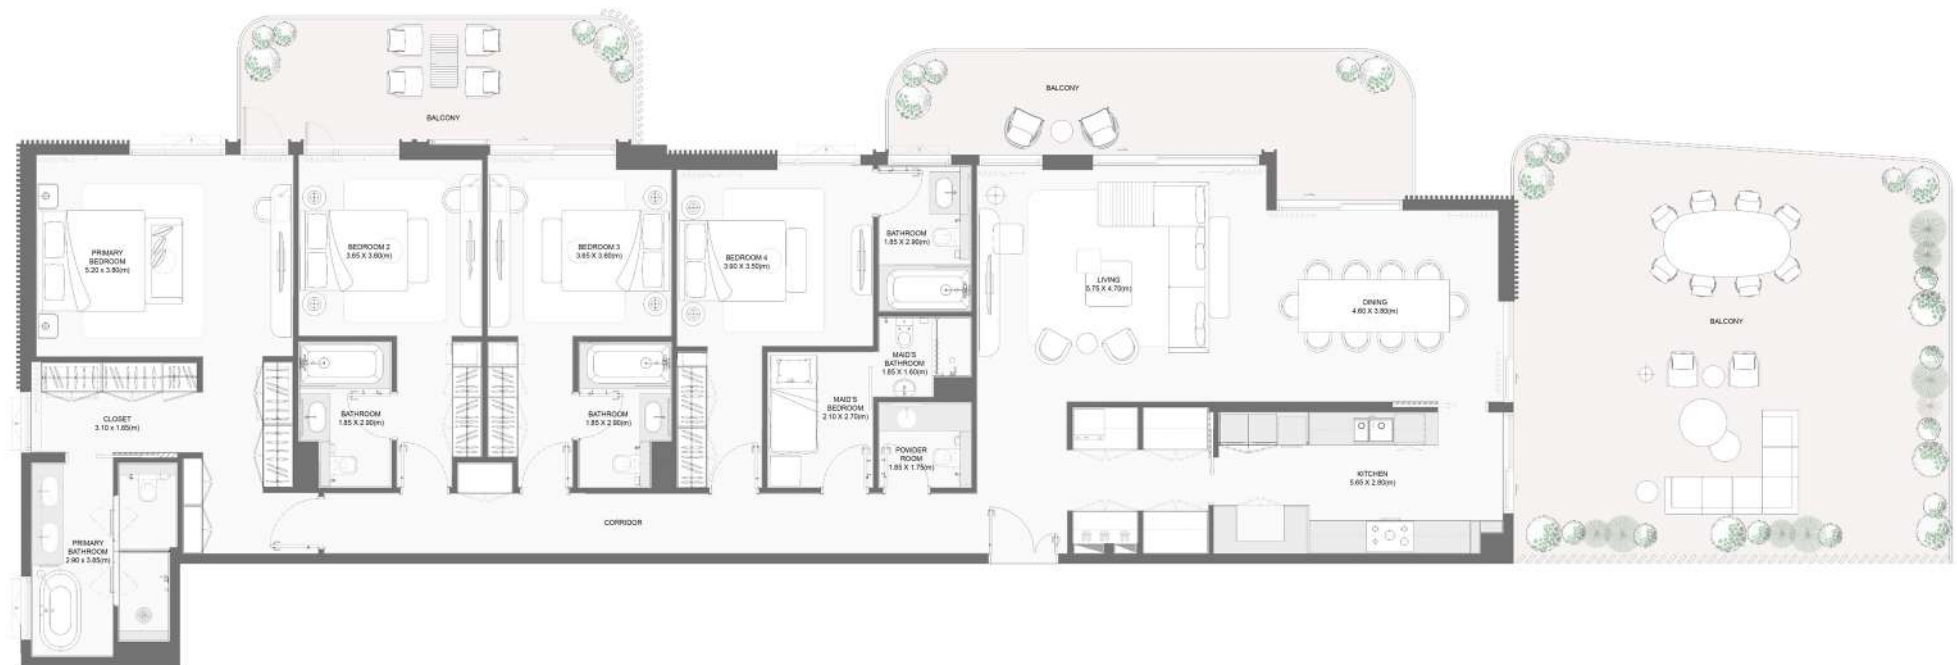 BALCONY
BALCONY
BALCONY
PRIMARY
BEDROOM
5.20 x 3.80(m)
BEDROOM 2
3.65 X 3.60(m)
BEDROOM 3
3.65 X 3.60(m)
BEDROOM 4
3.90 X 3.50(m)
BATHROOM
1.85 X 2.90(m)
LIVING
5.75 X 4.70(m)
DINING
4.60 X 3.80(m)
CLOSET
3.10 x 1.65(m)
BATHROOM
1.85 X 2.90(m)
BATHROOM
1.85 X 2.90(m)
MAID'S
BEDROOM
2.10 X 2.70(m)
MAID'S
BATHROOM
1.85 X 1.60(m)
POWDER
ROOM
1.85 X 1.75(m)
KITCHEN
5.65 X 2.80(m)
CORRIDOR
PRIMARY
BATHROOM
2.90 x 3.85(m)